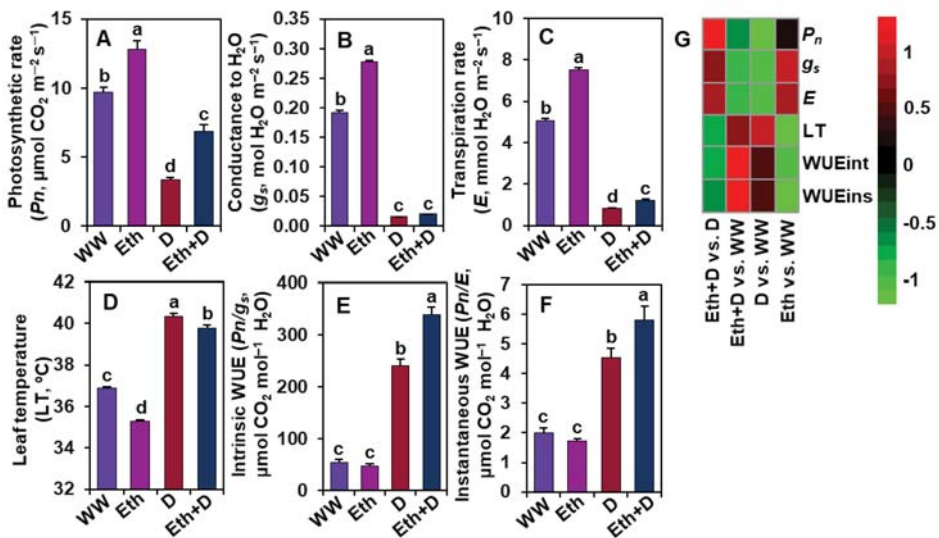 A
Photosynthetic rate
(Pn, µmol CO₂ m⁻² s⁻¹)
15
10
5
0
b
a
d
c
WW
Eth
D
Eth+D
B
Conductance to H₂O
(gₛ, mol H₂O m⁻² s⁻¹)
0.35
0.30
0.25
0.20
0.15
0.10
0.05
0.00
b
a
c
c
WW
Eth
D
Eth+D
C
Transpiration rate
(E, mmol H₂O m⁻² s⁻¹)
10
8
6
4
2
0
b
a
d
c
WW
Eth
D
Eth+D
G
Pₙ
gₛ
E
LT
WUEint
WUEins
Eth+D vs. D
Eth+D vs. WW
D vs. WW
Eth vs. WW
1
0.5
0
-0.5
-1
D
Leaf temperature
(LT, ºC)
42
40
38
36
34
32
c
d
a
b
WW
Eth
D
Eth+D
E
Intrinsic WUE (Pn/gₛ,
µmol CO₂ mol⁻¹ H₂O)
400
300
200
100
0
c
c
b
a
WW
Eth
D
Eth+D
F
Instantaneous WUE (Pn/E,
µmol CO₂ mol⁻¹ H₂O)
7
6
5
4
3
2
1
0
c
c
b
a
WW
Eth
D
Eth+D